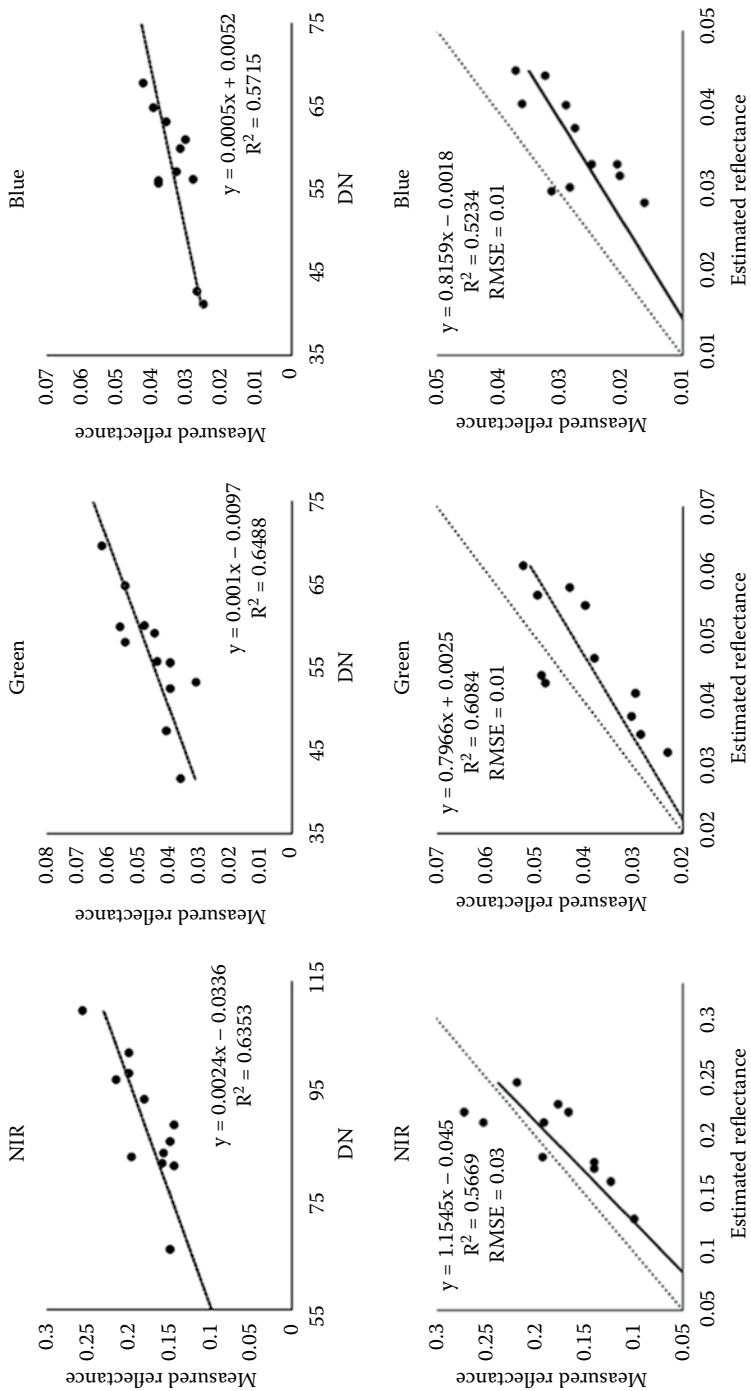 NIR
0.3
0.25
0.2
0.15
0.1
0
Measured reflectance
55
75
95
115
DN
y = 0.0024x − 0.0336
R² = 0.6353
Green
0.08
0.07
0.06
0.05
0.04
0.03
0.02
0.01
0
Measured reflectance
35
45
55
65
75
DN
y = 0.001x − 0.0097
R² = 0.6488
Blue
0.07
0.06
0.05
0.04
0.03
0.02
0.01
0
Measured reflectance
35
45
55
65
75
DN
y = 0.0005x + 0.0052
R² = 0.5715
NIR
0.3
0.25
0.2
0.15
0.1
0.05
Measured reflectance
0.05
0.1
0.15
0.2
0.25
0.3
Estimated reflectance
y = 1.1545x − 0.045
R² = 0.5669
RMSE = 0.03
Green
0.07
0.06
0.05
0.04
0.03
0.02
Measured reflectance
0.02
0.03
0.04
0.05
0.06
0.07
Estimated reflectance
y = 0.7966x + 0.0025
R² = 0.6084
RMSE = 0.01
Blue
0.05
0.04
0.03
0.02
0.01
Measured reflectance
0.01
0.02
0.03
0.04
0.05
Estimated reflectance
y = 0.8159x − 0.0018
R² = 0.5234
RMSE = 0.01